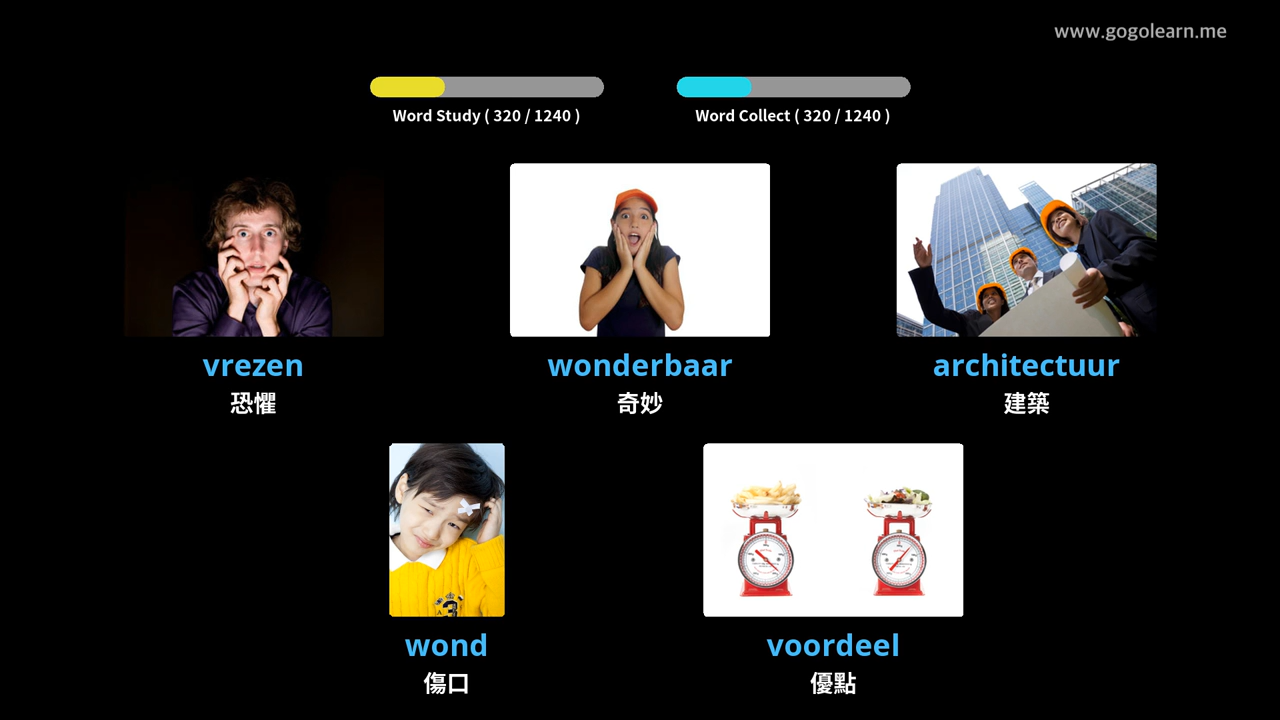 www.gogolearn.me
Word Study ( 320 / 1240 )
Word Collect ( 320 / 1240 )
vrezen
恐懼
wonderbaar
奇妙
architectuur
建築
wond
傷口
voordeel
優點